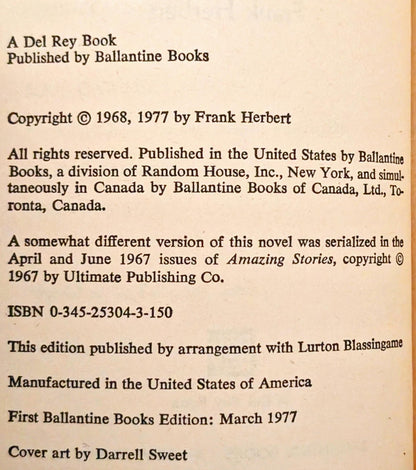 A Del Rey Book
Published by Ballantine Books
Copyright © 1968, 1977 by Frank Herbert
All rights reserved. Published in the United States by Ballantine
Books, a division of Random House, Inc., New York, and simul-
taneously in Canada by Ballantine Books of Canada, Ltd., To-
ronta, Canada.
A somewhat different version of this novel was serialized in the
April and June 1967 issues of Amazing Stories, copyright ©
1967 by Ultimate Publishing Co.
ISBN 0-345-25304-3-150
This edition published by arrangement with Lurton Blassingame
Manufactured in the United States of America
First Ballantine Books Edition: March 1977
Cover art by Darrell Sweet